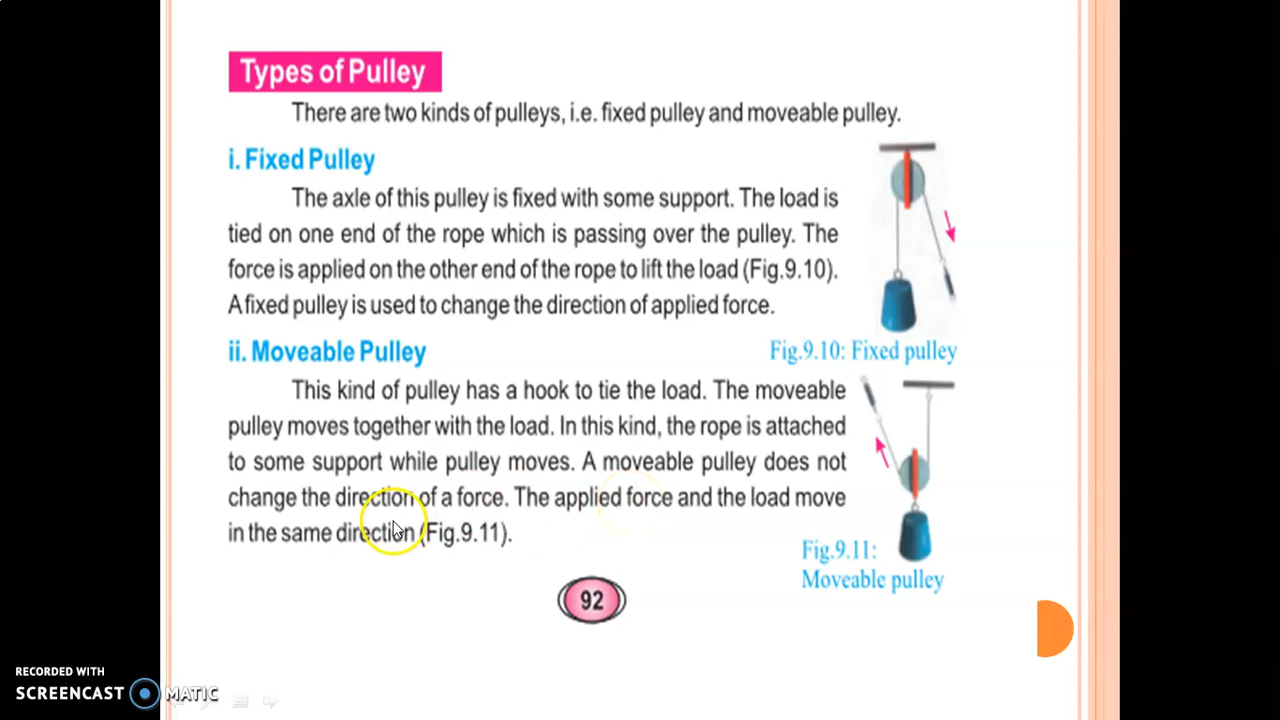 Types of Pulley
There are two kinds of pulleys, i.e. fixed pulley and moveable pulley.
i. Fixed Pulley
The axle of this pulley is fixed with some support. The load is
tied on one end of the rope which is passing over the pulley. The
force is applied on the other end of the rope to lift the load (Fig.9.10).
A fixed pulley is used to change the direction of applied force.
Fig.9.10: Fixed pulley
ii. Moveable Pulley
This kind of pulley has a hook to tie the load. The moveable
pulley moves together with the load. In this kind, the rope is attached
to some support while pulley moves. A moveable pulley does not
change the direction of a force. The applied force and the load move
in the same direction (Fig.9.11).
Fig.9.11:
Moveable pulley
92
RECORDED WITH
SCREENCAST MATIC